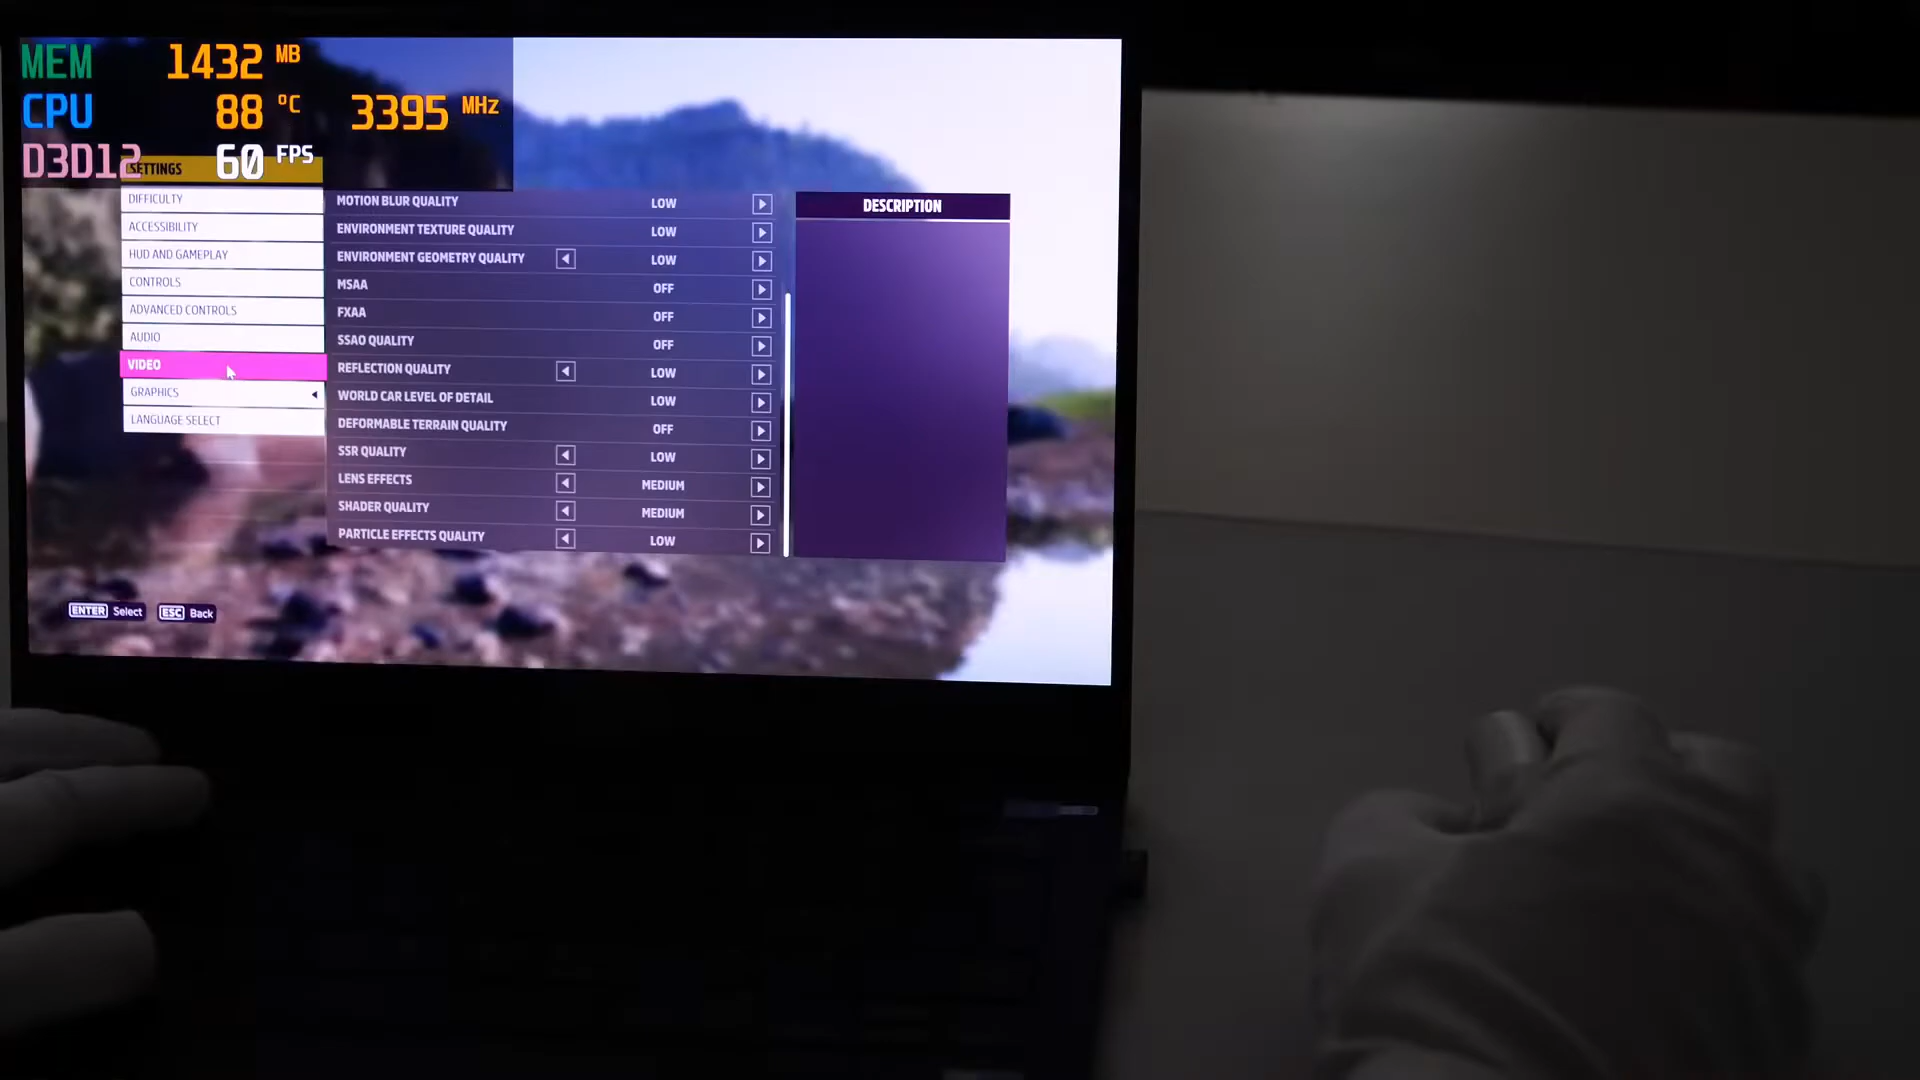 MEM 1432 MB
CPU 88 °C 3395 MHz
D3D12 60 FPS
SETTINGS
DIFFICULTY
ACCESSIBILITY
HUD AND GAMEPLAY
CONTROLS
ADVANCED CONTROLS
AUDIO
VIDEO
GRAPHICS
LANGUAGE SELECT
MOTION BLUR QUALITY LOW
ENVIRONMENT TEXTURE QUALITY LOW
ENVIRONMENT GEOMETRY QUALITY LOW
MSAA OFF
FXAA OFF
SSAO QUALITY OFF
REFLECTION QUALITY LOW
WORLD CAR LEVEL OF DETAIL LOW
DEFORMABLE TERRAIN QUALITY OFF
SSR QUALITY LOW
LENS EFFECTS MEDIUM
SHADER QUALITY MEDIUM
PARTICLE EFFECTS QUALITY LOW
DESCRIPTION
ENTER Select ESC Back